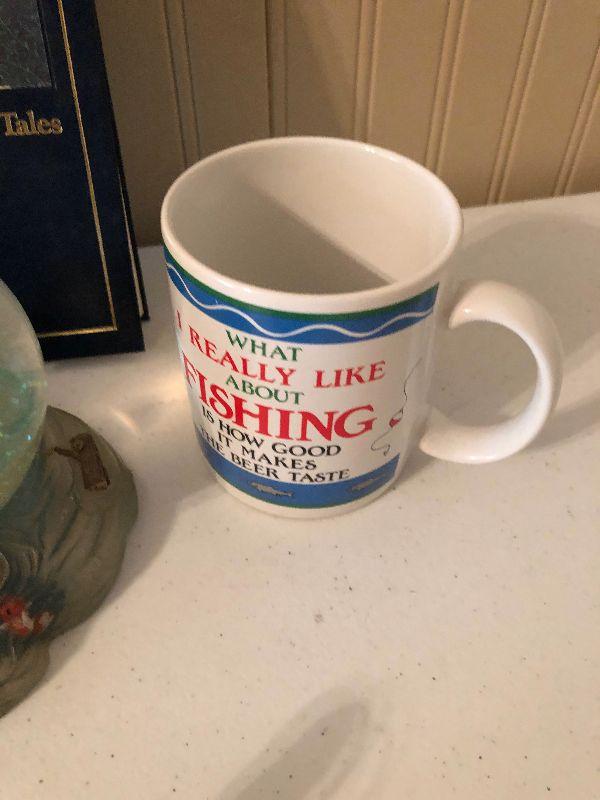 Tales
WHAT
I REALLY LIKE
ABOUT
FISHING
IS HOW GOOD
IT MAKES
THE BEER TASTE